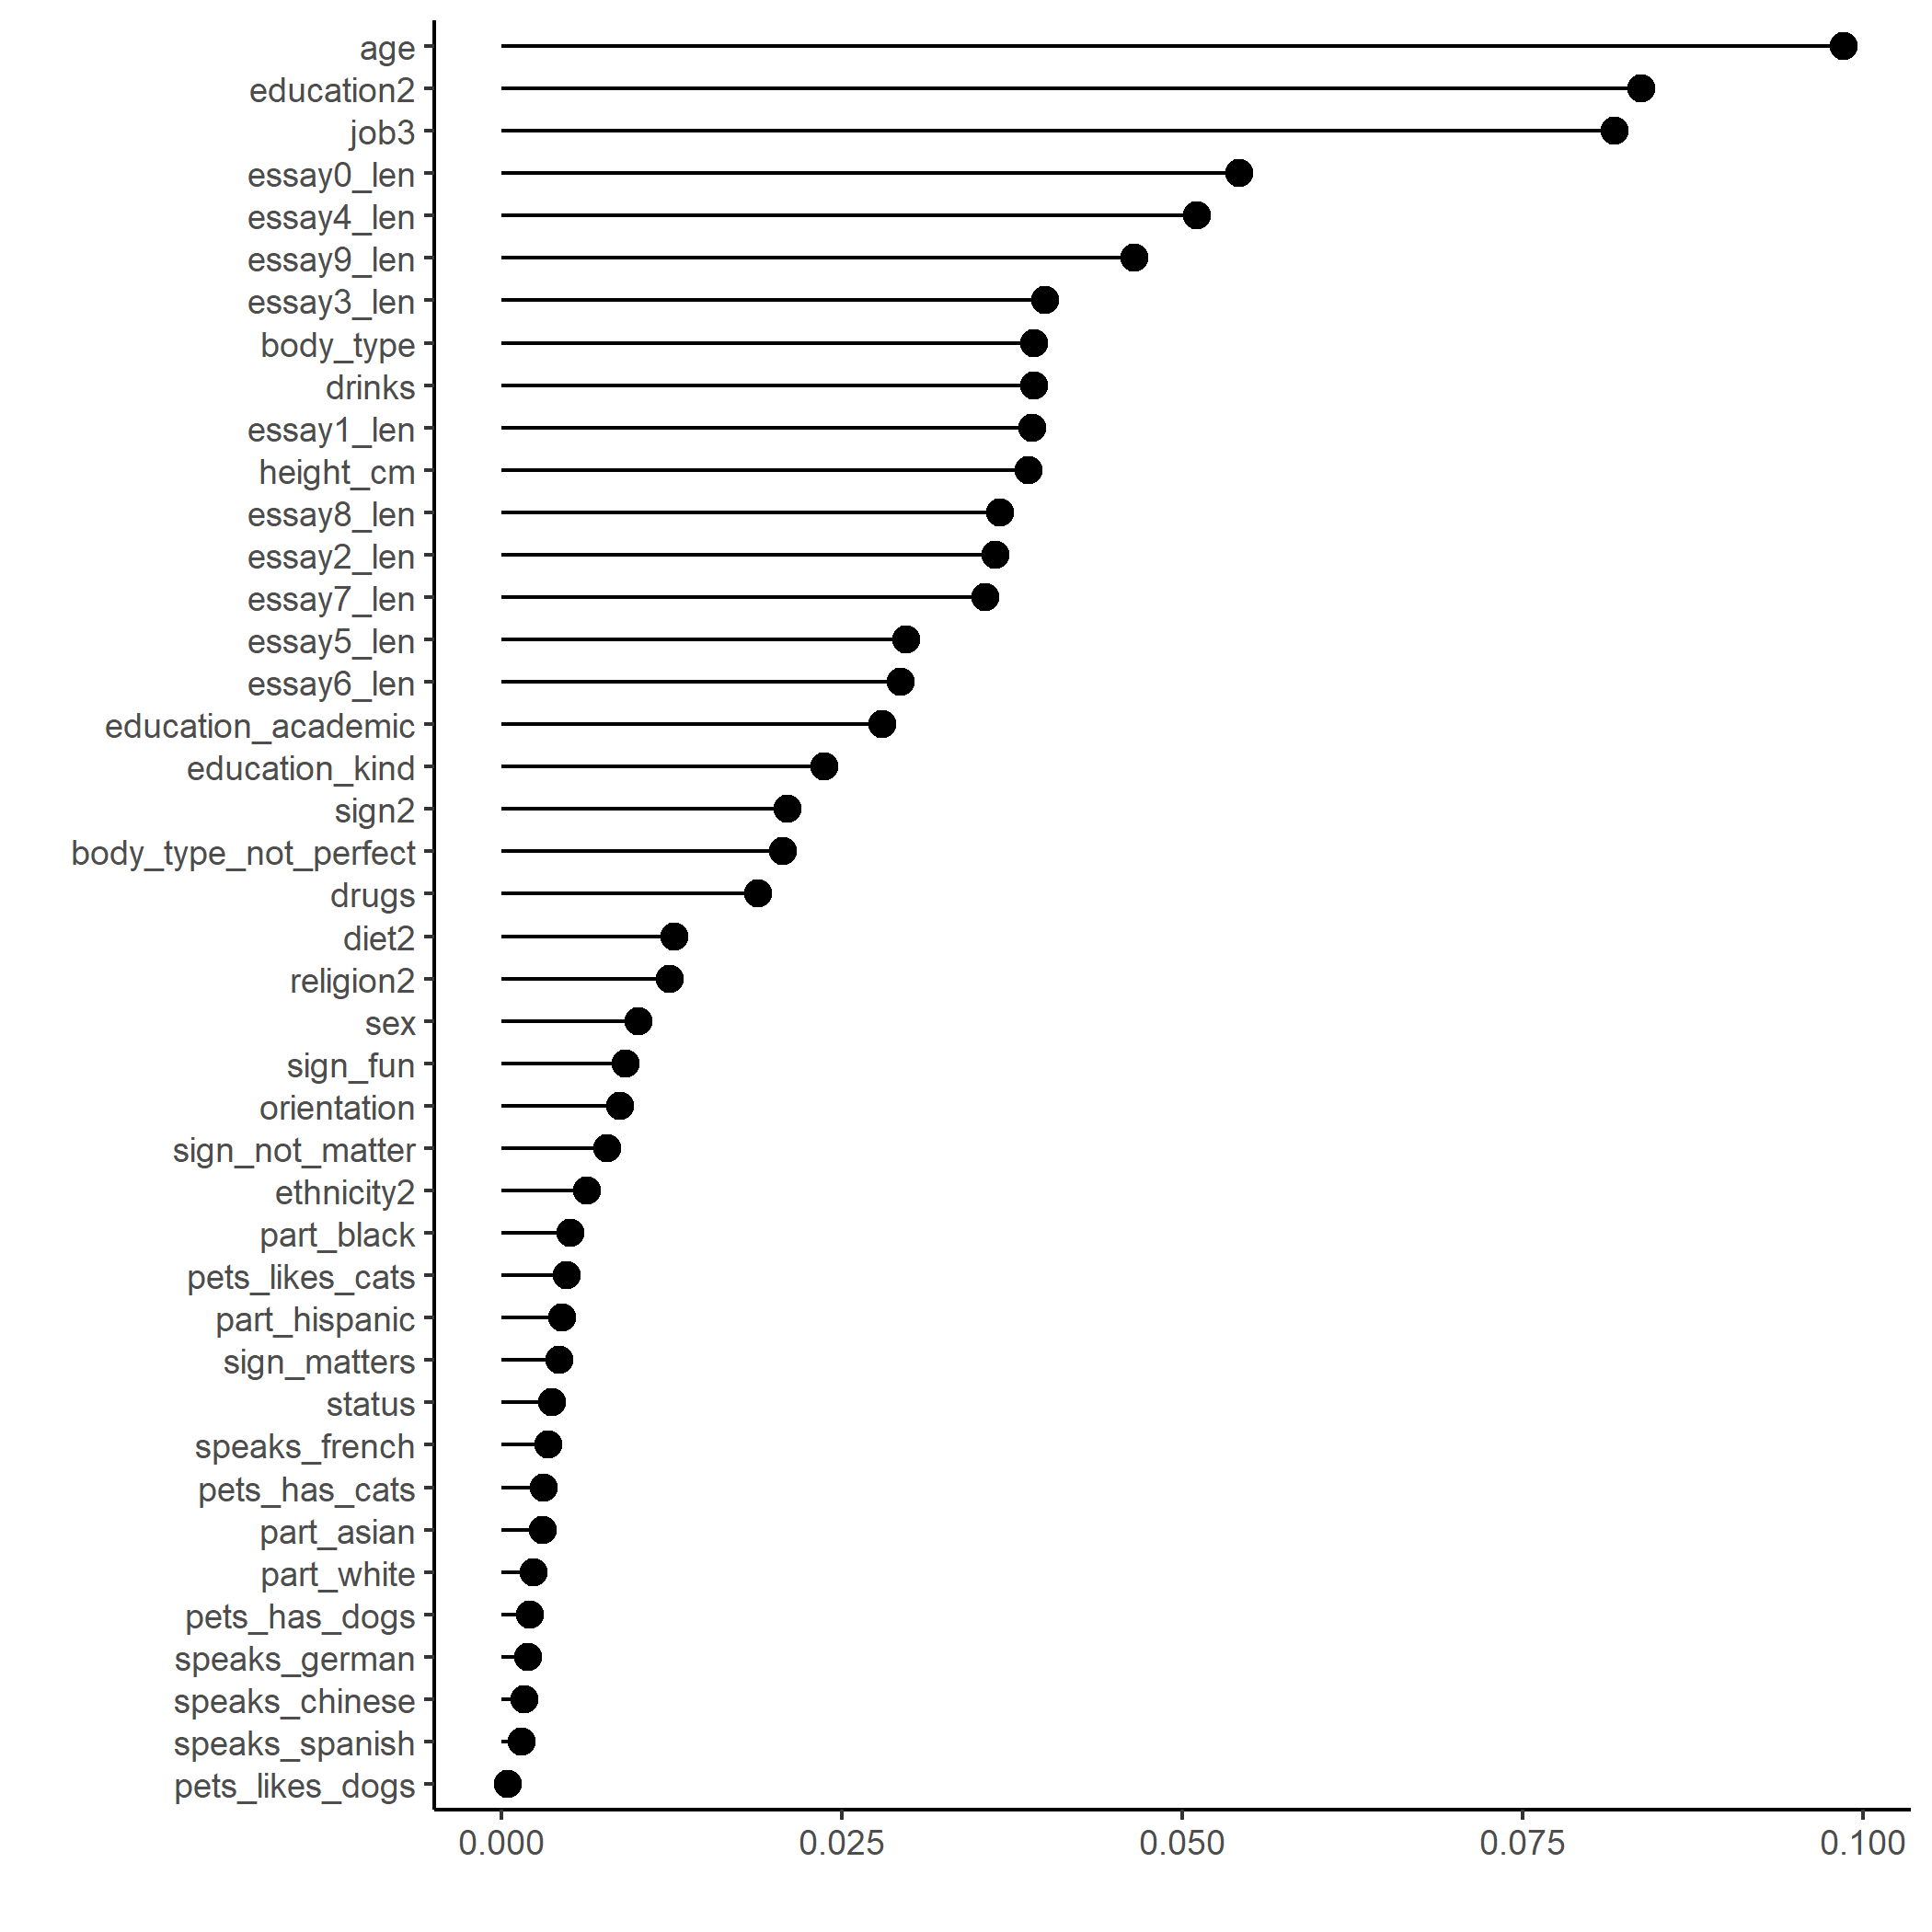 age
education2
job3
essay0_len
essay4_len
essay9_len
essay3_len
body_type
drinks
essay1_len
height_cm
essay8_len
essay2_len
essay7_len
essay5_len
essay6_len
education_academic
education_kind
sign2
body_type_not_perfect
drugs
diet2
religion2
sex
sign_fun
orientation
sign_not_matter
ethnicity2
part_black
pets_likes_cats
part_hispanic
sign_matters
status
speaks_french
pets_has_cats
part_asian
part_white
pets_has_dogs
speaks_german
speaks_chinese
speaks_spanish
pets_likes_dogs
0.000 0.025 0.050 0.075 0.100